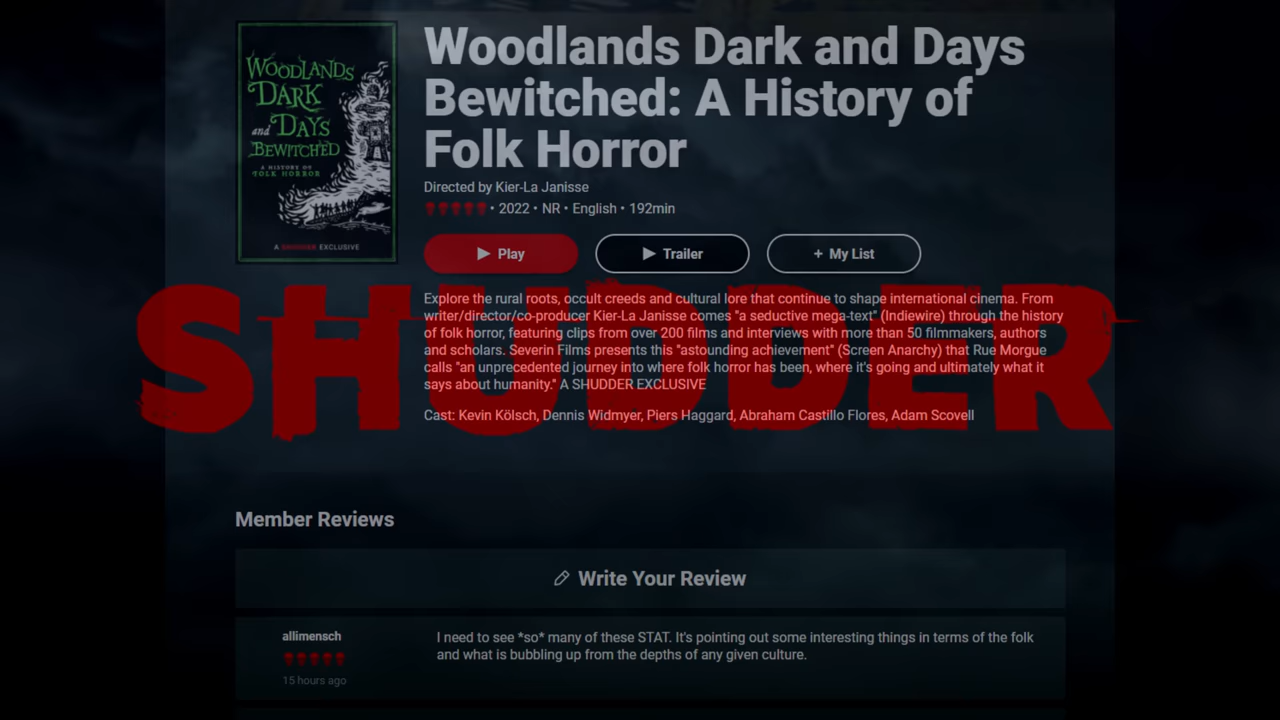 WOODLANDS
DARK
and DAYS
BEWITCHED
A HISTORY OF
FOLK HORROR
A SHUDDER EXCLUSIVE
Woodlands Dark and Days
Bewitched: A History of
Folk Horror
Directed by Kier-La Janisse
• 2022 • NR • English • 192min
Play
Trailer
+ My List
SHUDDER
Explore the rural roots, occult creeds and cultural lore that continue to shape international cinema. From
writer/director/co-producer Kier-La Janisse comes "a seductive mega-text" (Indiewire) through the history
of folk horror, featuring clips from over 200 films and interviews with more than 50 filmmakers, authors
and scholars. Severin Films presents this "astounding achievement" (Screen Anarchy) that Rue Morgue
calls "an unprecedented journey into where folk horror has been, where it's going and ultimately what it
says about humanity." A SHUDDER EXCLUSIVE
Cast: Kevin Kölsch, Dennis Widmyer, Piers Haggard, Abraham Castillo Flores, Adam Scovell
Member Reviews
Write Your Review
allimensch
15 hours ago
I need to see *so* many of these STAT. It's pointing out some interesting things in terms of the folk
and what is bubbling up from the depths of any given culture.